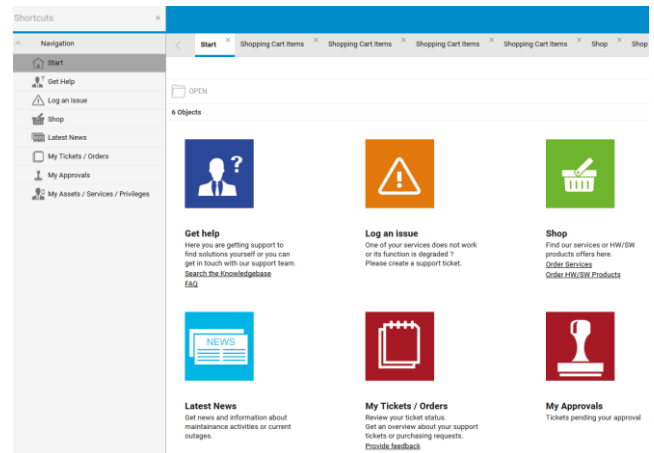 Shortcuts ×
Navigation
Start
Get Help
Log an issue
Shop
Latest News
My Tickets / Orders
My Approvals
My Assets / Services / Privileges
Start × Shopping Cart Items × Shopping Cart Items × Shopping Cart Items × Shopping Cart Items × Shop × Shop
OPEN
6 Objects
?
Get help
Here you are getting support to
find solutions yourself or you can
get in touch with our support team.
Search the Knowledgebase
FAQ
Log an issue
One of your services does not work
or its function is degraded ?
Please create a support ticket.
Shop
Find our services or HW/SW
products offers here.
Order Services
Order HW/SW Products
NEWS
Latest News
Get news and information about
maintainance activities or current
outages.
My Tickets / Orders
Review your ticket status.
Get an overview about your support
tickets or purchasing requests.
Provide feedback
My Approvals
Tickets pending your approval